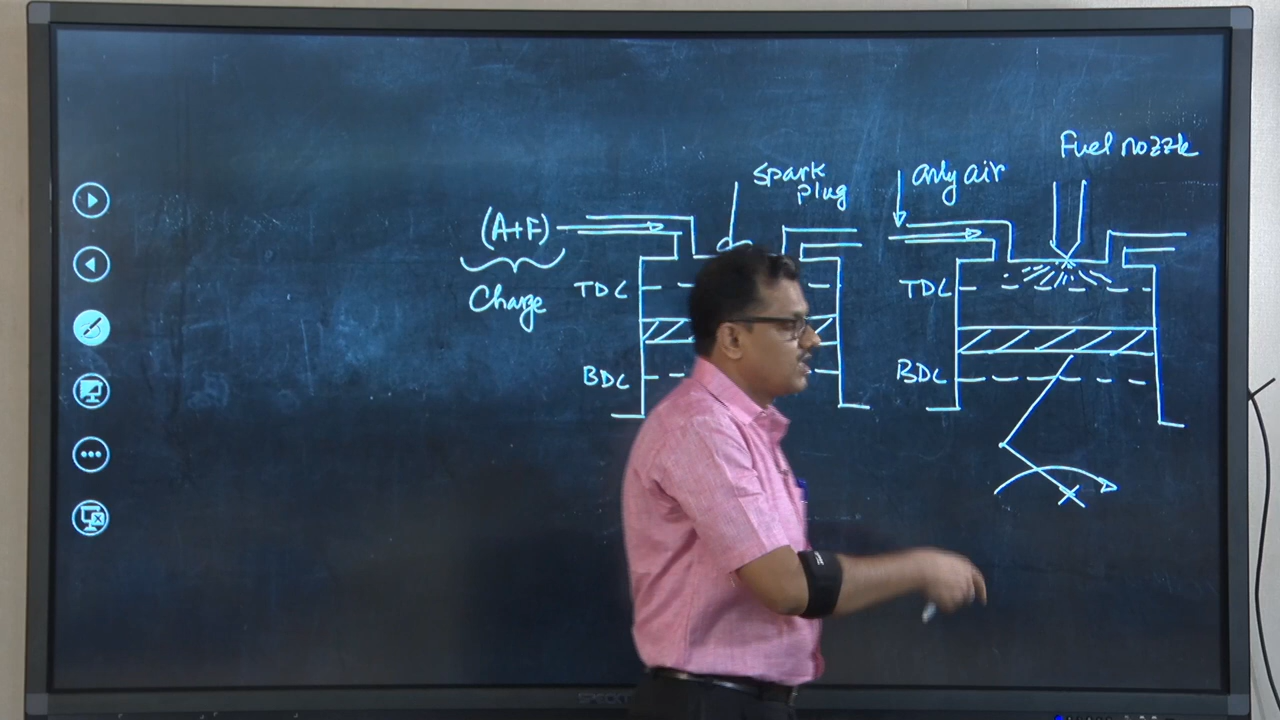 Fuel nozzle
Spark
plug
only air
(A+F)
Charge
TDC
TDC
BDC
BDC